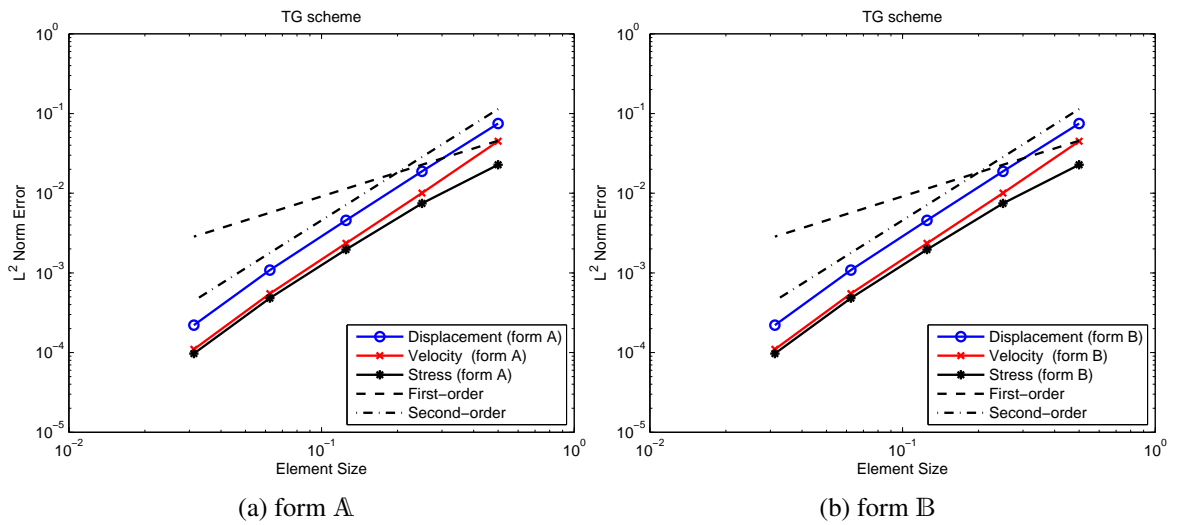 TG scheme
10^0
10^−1
10^−2
10^−3
10^−4
10^−5
L^2 Norm Error
10^−2
10^−1
10^0
Element Size
Displacement (form A)
Velocity (form A)
Stress (form A)
First−order
Second−order
(a) form 𝔸
TG scheme
10^0
10^−1
10^−2
10^−3
10^−4
10^−5
L^2 Norm Error
10^−2
10^−1
10^0
Element Size
Displacement (form B)
Velocity (form B)
Stress (form B)
First−order
Second−order
(b) form 𝔹